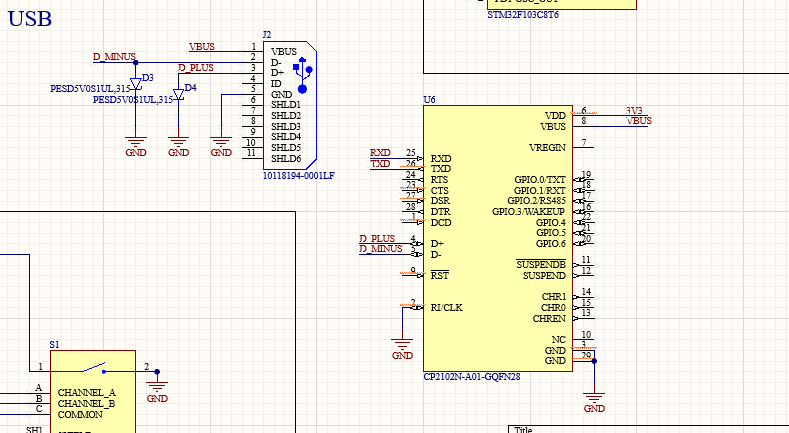 USB
STM32F103C8T6
J2
VBUS 1 VBUS
D_MINUS 2 D-
D_PLUS 3 D+
4 ID
5 GND
6 SHLD1
7 SHLD2
8 SHLD3
9 SHLD4
10 SHLD5
11 SHLD6
10118194-0001LF
D3
PESD5V0S1UL,315
D4
PESD5V0S1UL,315
GND
GND
GND
U6
VDD 6 3V3
VBUS 8 VBUS
VREGIN 7
RXD 25 RXD
TXD 26 TXD
24 RTS
23 CTS
27 DSR
28 DTR
1 DCD
GPIO.0/TXT 19
GPIO.1/RXT 18
GPIO.2/RS485 17
GPIO.3/WAKEUP 16
GPIO.4 22
GPIO.5 21
GPIO.6 20
D_PLUS 4 D+
D_MINUS 5 D-
9 RST
SUSPENDB 11
SUSPEND 12
2 RI/CLK
CHR1 14
CHR0 15
CHREN 13
NC 10
GND 3
GND 29
GND
GND
CP2102N-A01-GQFN28
S1
1
2
GND
A CHANNEL_A
B CHANNEL_B
C COMMON
SH1
Title